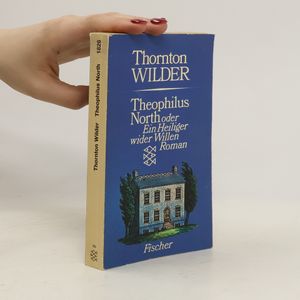 Thornton
WILDER
Theophilus
North oder
Ein Heiliger
wider Willen
Roman
Fischer
Thornton Wilder Theophilus North 1826